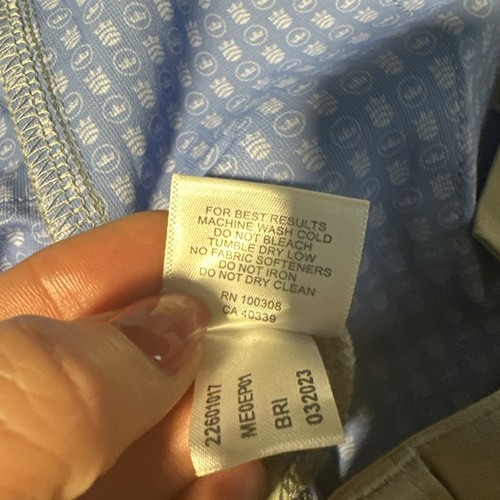 FOR BEST RESULTS
MACHINE WASH COLD
DO NOT BLEACH
TUMBLE DRY LOW
NO FABRIC SOFTENERS
DO NOT IRON
DO NOT DRY CLEAN
RN 100308
CA 40339
22601017
ME0EP01
BRI
032023